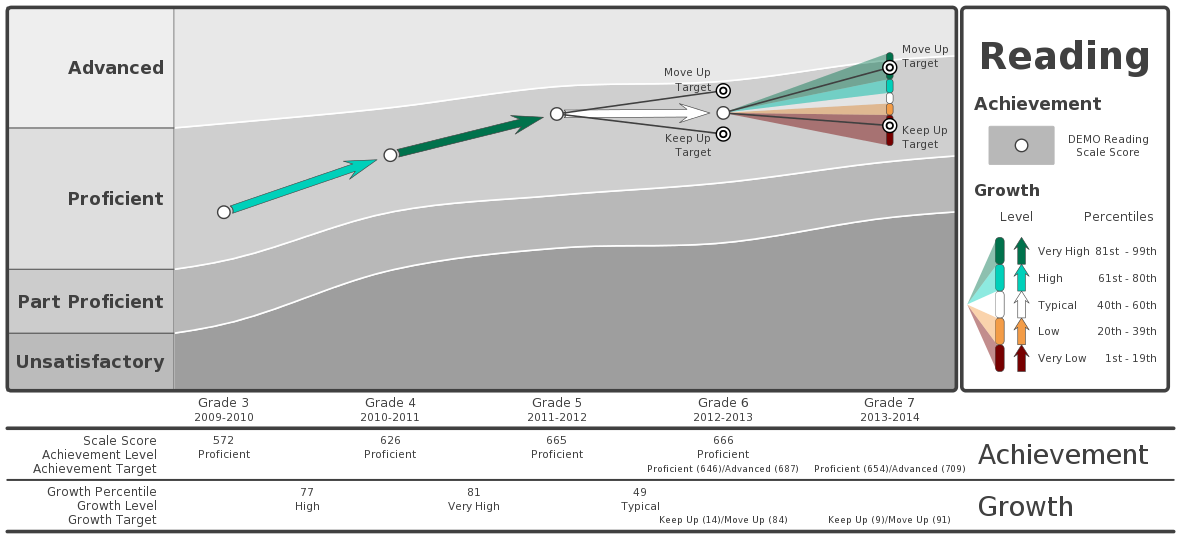 Advanced
Proficient
Part Proficient
Unsatisfactory
Move Up
Target
Keep Up
Target
Move Up
Target
Keep Up
Target
Reading
Achievement
DEMO Reading
Scale Score
Growth
Level Percentiles
Very High 81st - 99th
High 61st - 80th
Typical 40th - 60th
Low 20th - 39th
Very Low 1st - 19th
Grade 3 Grade 4 Grade 5 Grade 6 Grade 7
2009-2010 2010-2011 2011-2012 2012-2013 2013-2014
Scale Score 572 626 665 666
Achievement Level Proficient Proficient Proficient Proficient
Achievement Target Proficient (646)/Advanced (687) Proficient (654)/Advanced (709)
Achievement
Growth Percentile 77 81 49
Growth Level High Very High Typical
Growth Target Keep Up (14)/Move Up (84) Keep Up (9)/Move Up (91)
Growth